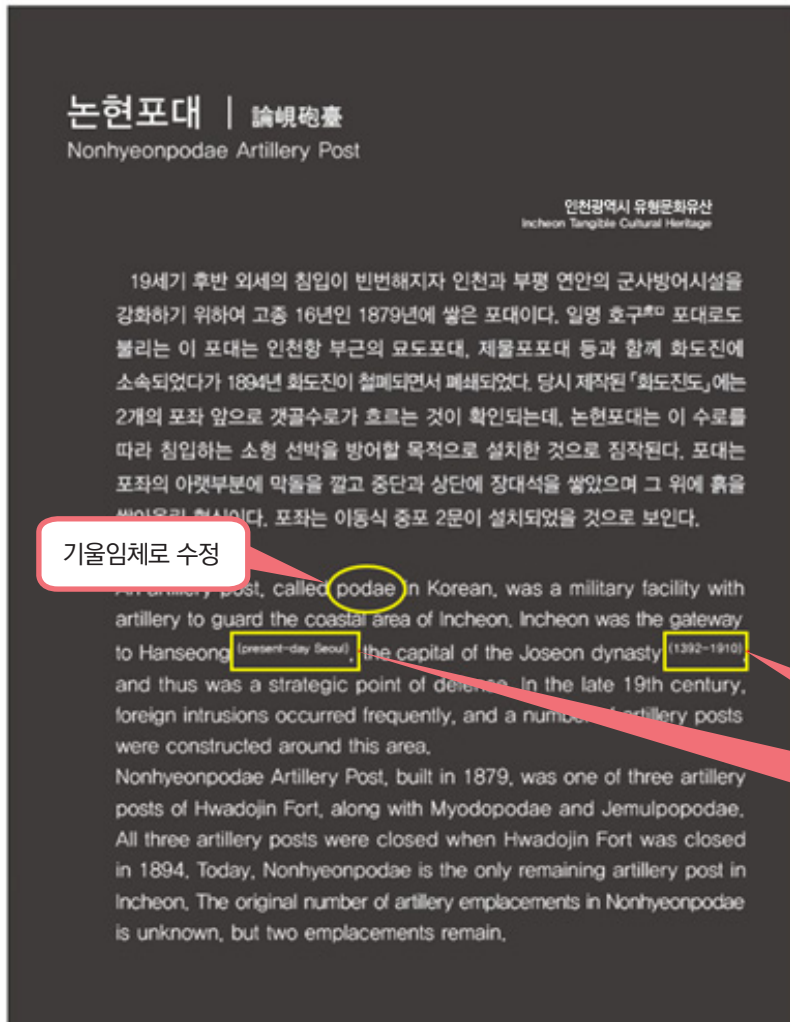 논현포대 | 論峴砲臺
Nonhyeonpodae Artillery Post
인천광역시 유형문화유산
Incheon Tangible Cultural Heritage
19세기 후반 외세의 침입이 빈번해지자 인천과 부평 연안의 군사방어시설을
강화하기 위하여 고종 16년인 1879년에 쌓은 포대이다. 일명 호구虎口 포대로도
불리는 이 포대는 인천항 부근의 묘도포대, 제물포포대 등과 함께 화도진에
소속되었다가 1894년 화도진이 철폐되면서 폐쇄되었다. 당시 제작된 「화도진도」에는
2개의 포좌 앞으로 갯골수로가 흐르는 것이 확인되는데, 논현포대는 이 수로를
따라 침입하는 소형 선박을 방어할 목적으로 설치한 것으로 짐작된다. 포대는
포좌의 아랫부분에 막돌을 깔고 중단과 상단에 장대석을 쌓았으며 그 위에 흙을
형식이다. 포좌는 이동식 중포 2문이 설치되었을 것으로 보인다.
기울임체로 수정
An artillery post, called podae in Korean, was a military facility with
artillery to guard the coastal area of Incheon. Incheon was the gateway
to Hanseong (present-day Seoul), the capital of the Joseon dynasty (1392-1910),
and thus was a strategic point of defense. In the late 19th century,
foreign intrusions occurred frequently, and a number of artillery posts
were constructed around this area.
Nonhyeonpodae Artillery Post, built in 1879, was one of three artillery
posts of Hwadojin Fort, along with Myodopodae and Jemulpopodae.
All three artillery posts were closed when Hwadojin Fort was closed
in 1894. Today, Nonhyeonpodae is the only remaining artillery post in
Incheon. The original number of artillery emplacements in Nonhyeonpodae
is unknown, but two emplacements remain.